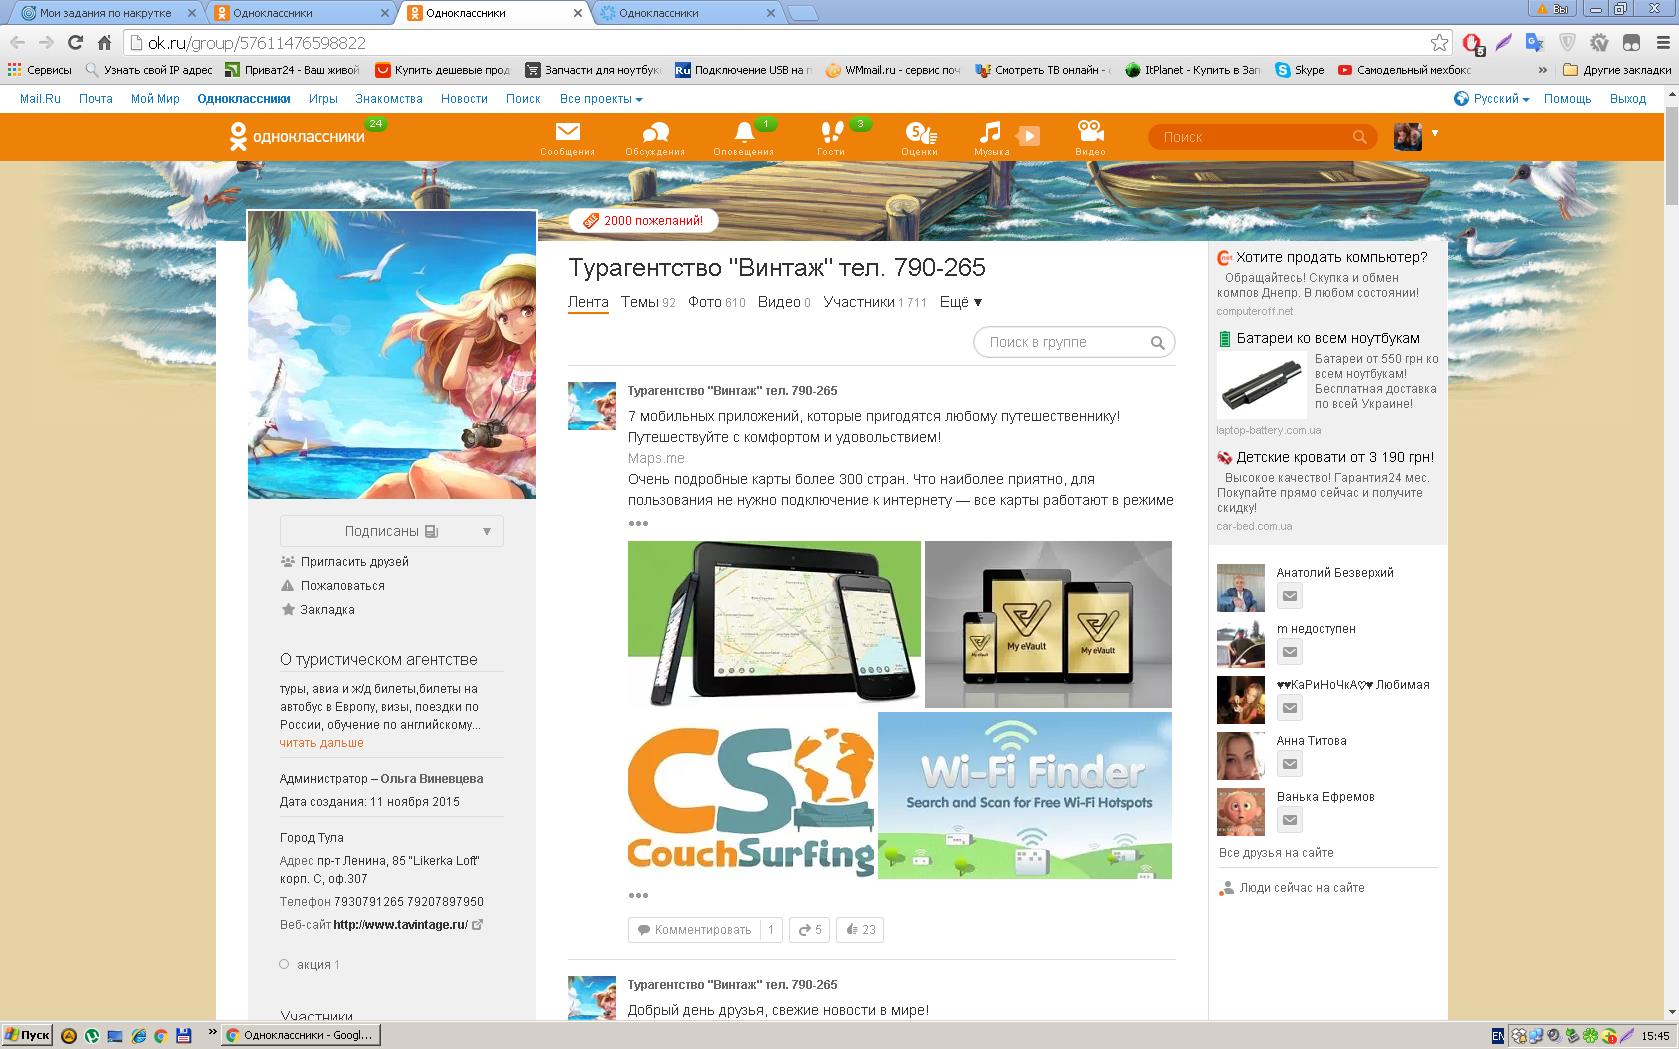 Мои задания по накрутке
Одноклассники
Одноклассники
Одноклассники
Вы
ok.ru/group/57611476598822
Сервисы
Узнать свой IP адрес
Приват24 - Ваш живой
Купить дешевые прод
Запчасти для ноутбук
Подключение USB на п
WMmail.ru - сервис поч
Смотреть ТВ онлайн - с
ItPlanet - Купить в Зап
Skype
Самодельный мехбокс
Другие закладки
Mail.Ru
Почта
Мой Мир
Одноклассники
Игры
Знакомства
Новости
Поиск
Все проекты
Русский
Помощь
Выход
одноклассники
24
Сообщения
Обсуждения
Оповещения
1
Гости
3
Оценки
5
Музыка
Видео
Поиск
2000 пожеланий!
Турагентство "Винтаж" тел. 790-265
Лента
Темы 92
Фото 610
Видео 0
Участники 1 711
Ещё
Поиск в группе
Подписаны
Пригласить друзей
Пожаловаться
Закладка
О туристическом агентстве
туры, авиа и ж/д билеты,билеты на
автобус в Европу, визы, поездки по
России, обучение по английскому...
читать дальше
Администратор – Ольга Виневцева
Дата создания: 11 ноября 2015
Город Тула
Адрес пр-т Ленина, 85 "Likerka Loft"
корп. С, оф.307
Телефон 7930791265 79207897950
Веб-сайт http://www.tavintage.ru/
акция 1
Участники
Турагентство "Винтаж" тел. 790-265
7 мобильных приложений, которые пригодятся любому путешественнику!
Путешествуйте с комфортом и удовольствием!
Maps.me
Очень подробные карты более 300 стран. Что наиболее приятно, для
пользования не нужно подключение к интернету — все карты работают в режиме
•••
My eVault
My eVault
My eVault
CS
CouchSurfing
Wi-Fi Finder
Search and Scan for Free Wi-Fi Hotspots
•••
Комментировать 1
5
23
Турагентство "Винтаж" тел. 790-265
Добрый день друзья, свежие новости в мире!
Хотите продать компьютер?
Обращайтесь! Скупка и обмен
компов Днепр. В любом состоянии!
computeroff.net
Батареи ко всем ноутбукам
Батареи от 550 грн ко
всем ноутбукам!
Бесплатная доставка
по всей Украине!
laptop-battery.com.ua
Детские кровати от 3 190 грн!
Высокое качество! Гарантия24 мес.
Покупайте прямо сейчас и получите
скидку!
car-bed.com.ua
Анатолий Безверхий
m недоступен
♥♥КаРиНоЧкА♡♥ Любимая
Анна Титова
Ванька Ефремов
Все друзья на сайте
Люди сейчас на сайте
Пуск
Одноклассники - Googl...
EN
15:45